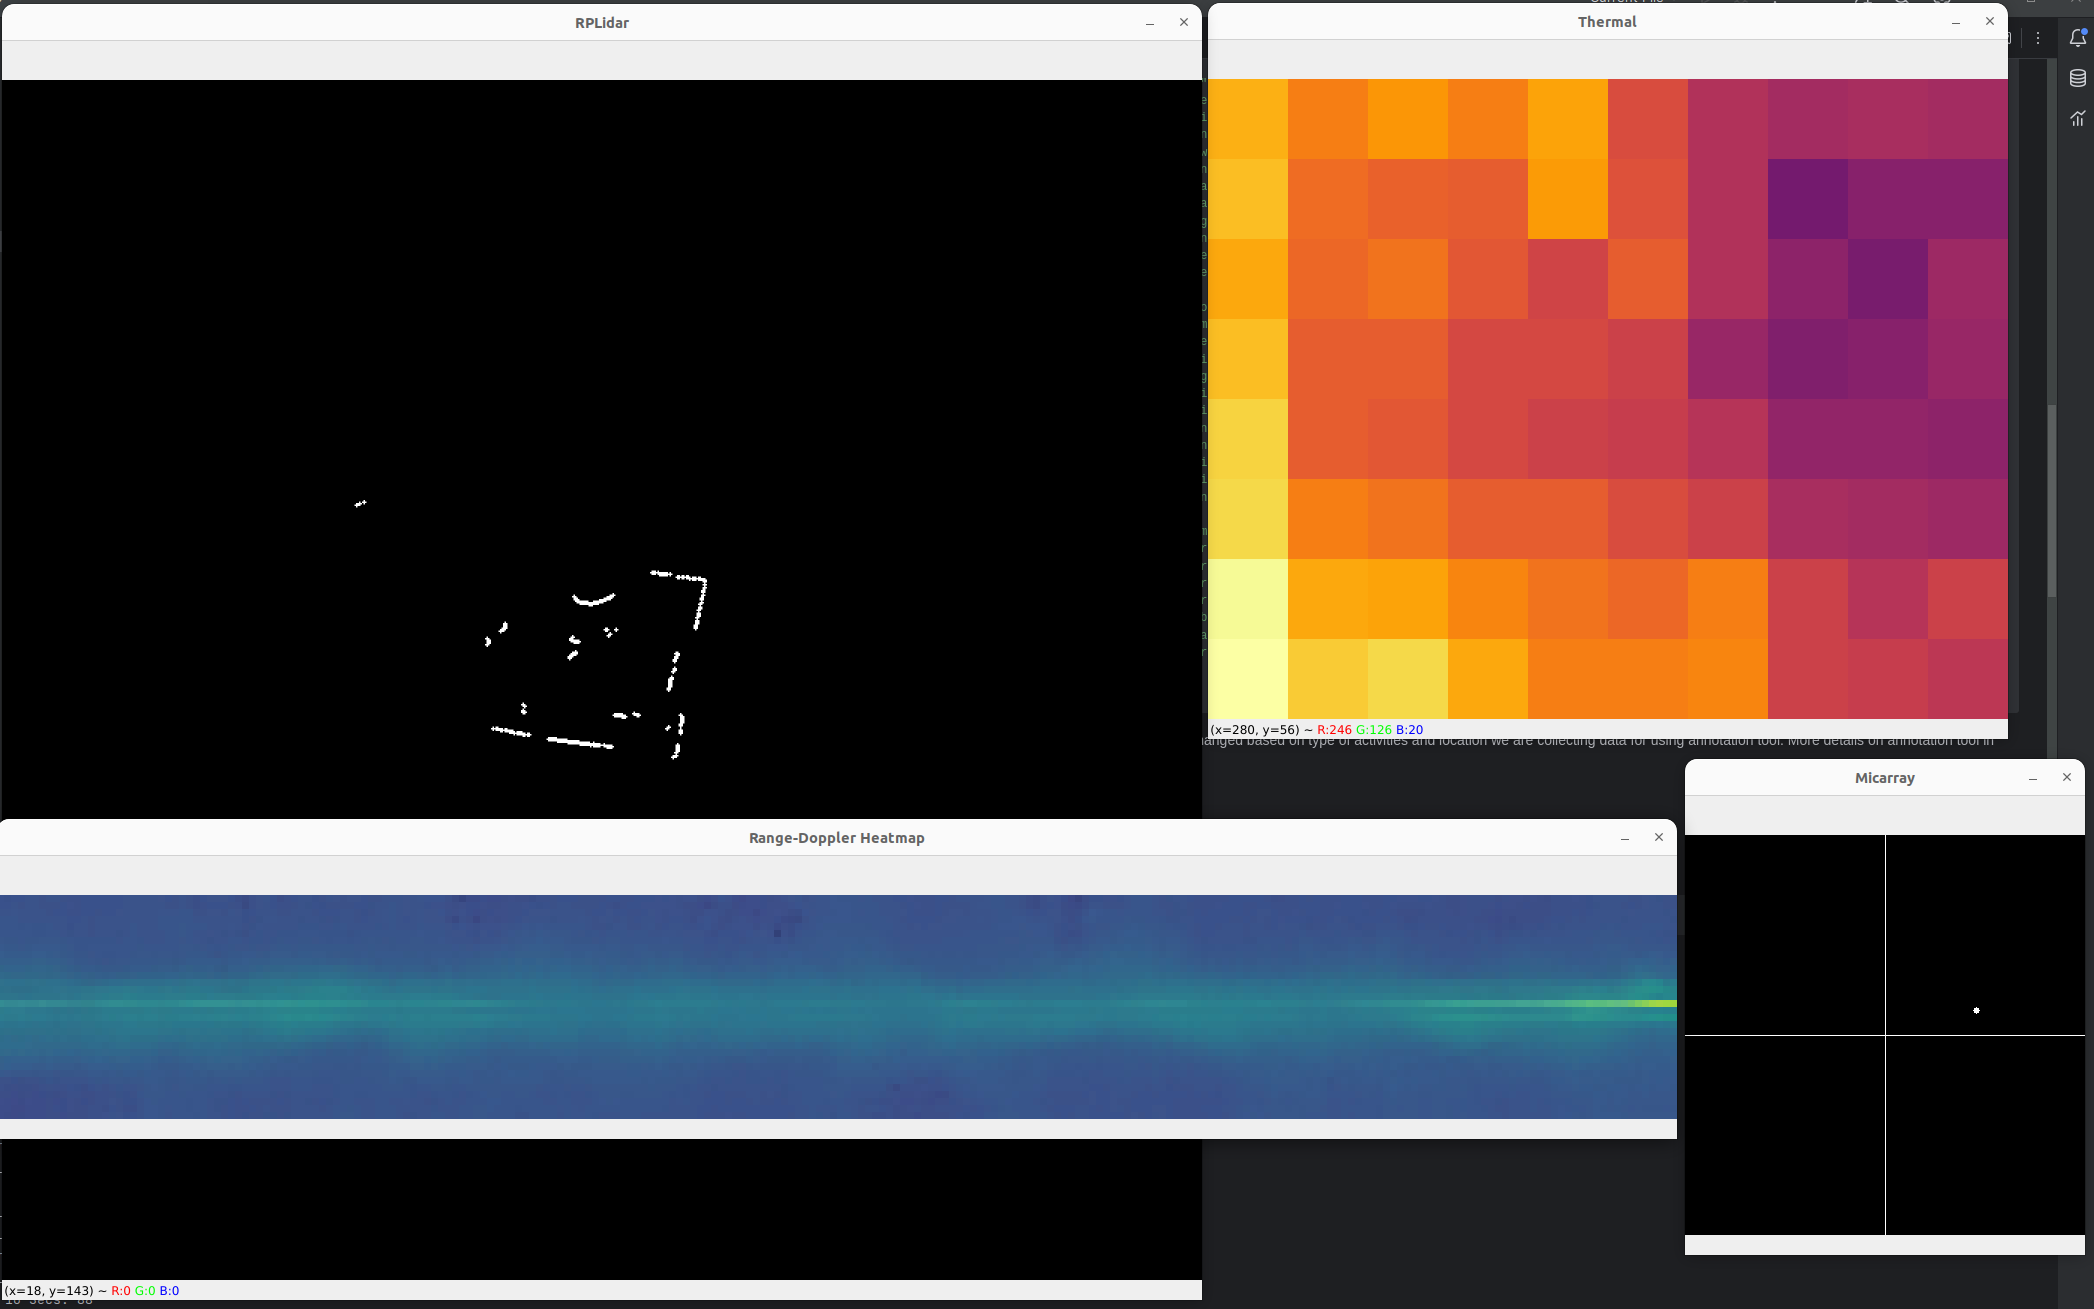 RPLidar
Thermal
(x=280, y=56) ~ R:246 G:126 B:20
anged based on type of activities and location we are collecting data for using annotation tool. More details on annotation tool in
Micarray
Range-Doppler Heatmap
(x=18, y=143) ~ R:0 G:0 B:0